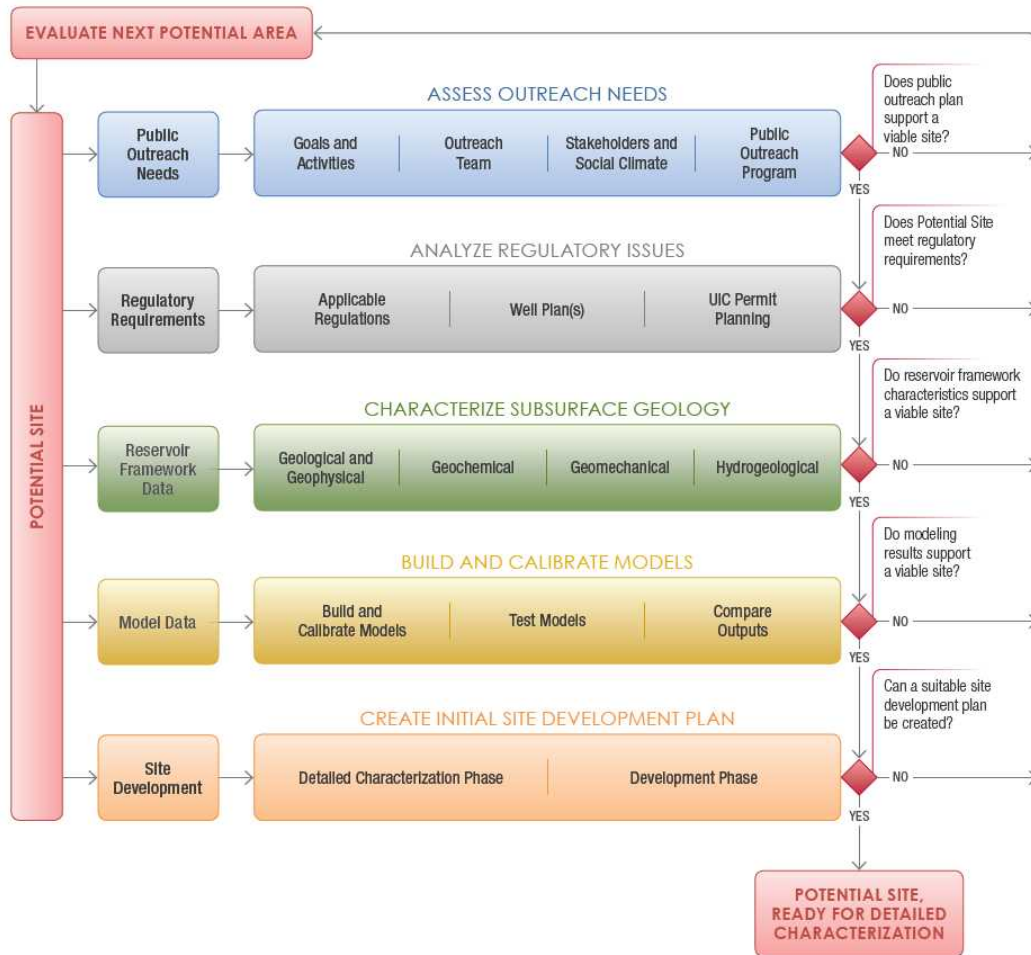 EVALUATE NEXT POTENTIAL AREA
POTENTIAL SITE
ASSESS OUTREACH NEEDS
Public
Outreach
Needs
Goals and
Activities
Outreach
Team
Stakeholders and
Social Climate
Public
Outreach
Program
Does public
outreach plan
support a
viable site?
NO
YES
ANALYZE REGULATORY ISSUES
Regulatory
Requirements
Applicable
Regulations
Well Plan(s)
UIC Permit
Planning
Does Potential Site
meet regulatory
requirements?
NO
YES
CHARACTERIZE SUBSURFACE GEOLOGY
Reservoir
Framework
Data
Geological and
Geophysical
Geochemical
Geomechanical
Hydrogeological
Do reservoir framework
characteristics support
a viable site?
NO
YES
BUILD AND CALIBRATE MODELS
Model Data
Build and
Calibrate Models
Test Models
Compare
Outputs
Do modeling
results support
a viable site?
NO
YES
CREATE INITIAL SITE DEVELOPMENT PLAN
Site
Development
Detailed Characterization Phase
Development Phase
Can a suitable site
development plan
be created?
NO
YES
POTENTIAL SITE,
READY FOR DETAILED
CHARACTERIZATION